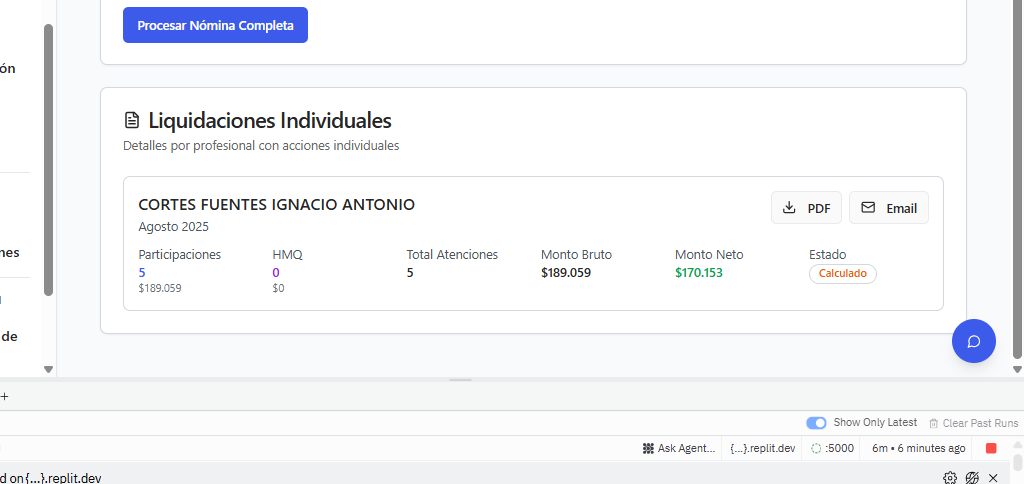 Procesar Nómina Completa
ón
Liquidaciones Individuales
Detalles por profesional con acciones individuales
CORTES FUENTES IGNACIO ANTONIO
PDF
Email
Agosto 2025
Participaciones
HMQ
Total Atenciones
Monto Bruto
Monto Neto
Estado
nes
5
0
5
$189.059
$170.153
Calculado
$189.059
$0
de
+
Show Only Latest
Clear Past Runs
Ask Agent...
{...}.replit.dev
:5000
6m • 6 minutes ago
d on {...}.replit.dev